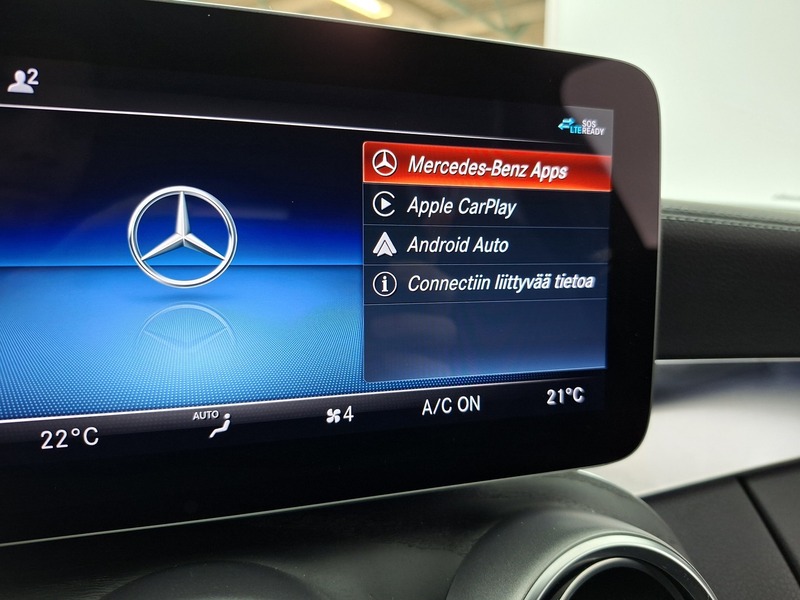 2
SOS
LTE READY
Mercedes-Benz Apps
Apple CarPlay
Android Auto
Connectiin liittyvää tietoa
22°C
AUTO
4
A/C ON
21°C